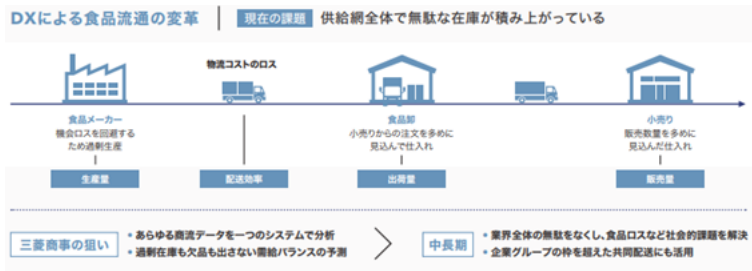 DXによる食品流通の変革
現在の課題
供給網全体で無駄な在庫が積み上がっている
物流コストのロス
食品メーカー
機会ロスを回避する
ため過剰生産
生産量
配送効率
食品卸
小売りからの注文を多めに
見込んで仕入れ
出荷量
小売り
販売数量を多めに
見込んだ仕入れ
販売量
三菱商事の狙い
• あらゆる商流データを一つのシステムで分析
• 過剰在庫も欠品も出さない需給バランスの予測
中長期
• 業界全体の無駄をなくし、食品ロスなど社会的課題を解決
• 企業グループの枠を超えた共同配送にも活用